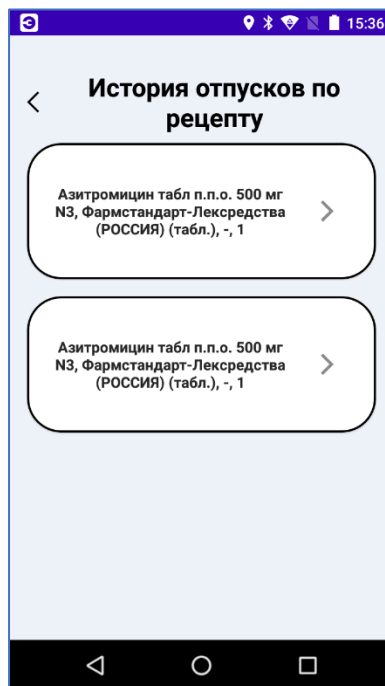 15:36
История отпусков по
рецепту
Азитромицин табл п.п.о. 500 мг
N3, Фармстандарт-Лексредства
(РОССИЯ) (табл.), -, 1
Азитромицин табл п.п.о. 500 мг
N3, Фармстандарт-Лексредства
(РОССИЯ) (табл.), -, 1